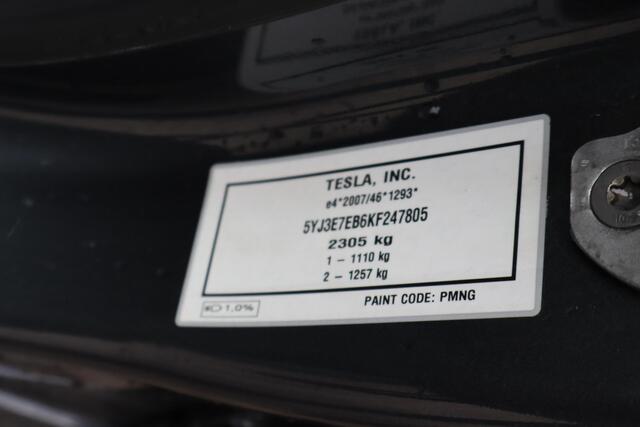 TESLA, INC.
e4*2007/46*1293*
5YJ3E7EB6KF247805
2305 kg
1 – 1110 kg
2 – 1257 kg
PAINT CODE: PMNG
1,0%